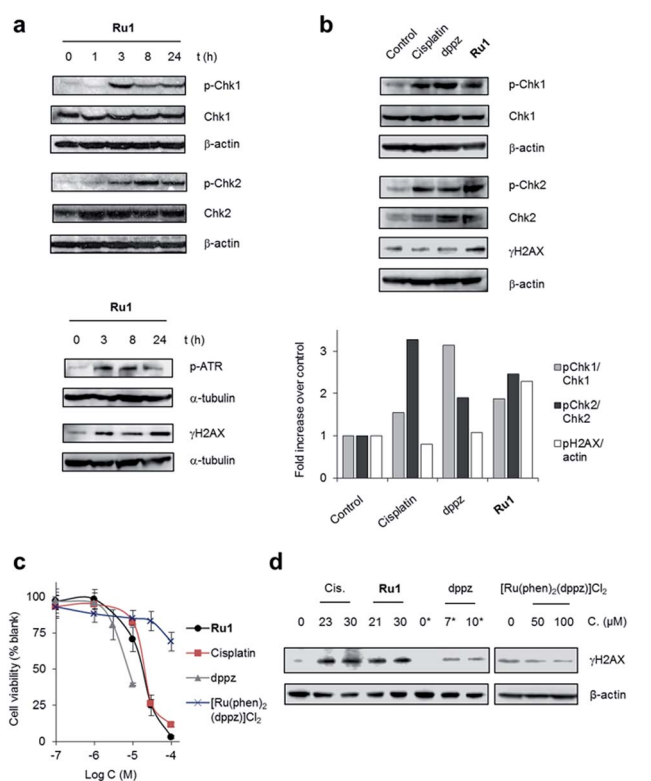 a
Ru1
0 1 3 8 24 t (h)
p-Chk1
Chk1
β-actin
p-Chk2
Chk2
β-actin
Ru1
0 3 8 24 t (h)
p-ATR
α-tubulin
γH2AX
α-tubulin
b
Control
Cisplatin
dppz
Ru1
p-Chk1
Chk1
β-actin
p-Chk2
Chk2
γH2AX
β-actin
Fold increase over control
3
2
1
0
Control
Cisplatin
dppz
Ru1
pChk1/
Chk1
pChk2/
Chk2
pH2AX/
actin
c
Cell viability (% blank)
100
75
50
25
0
-7 -6 -5 -4
Log C (M)
Ru1
Cisplatin
dppz
[Ru(phen)2
(dppz)]Cl2
d
Cis. Ru1 dppz [Ru(phen)2(dppz)]Cl2
0 23 30 21 30 0* 7* 10* 0 50 100 C. (µM)
γH2AX
β-actin